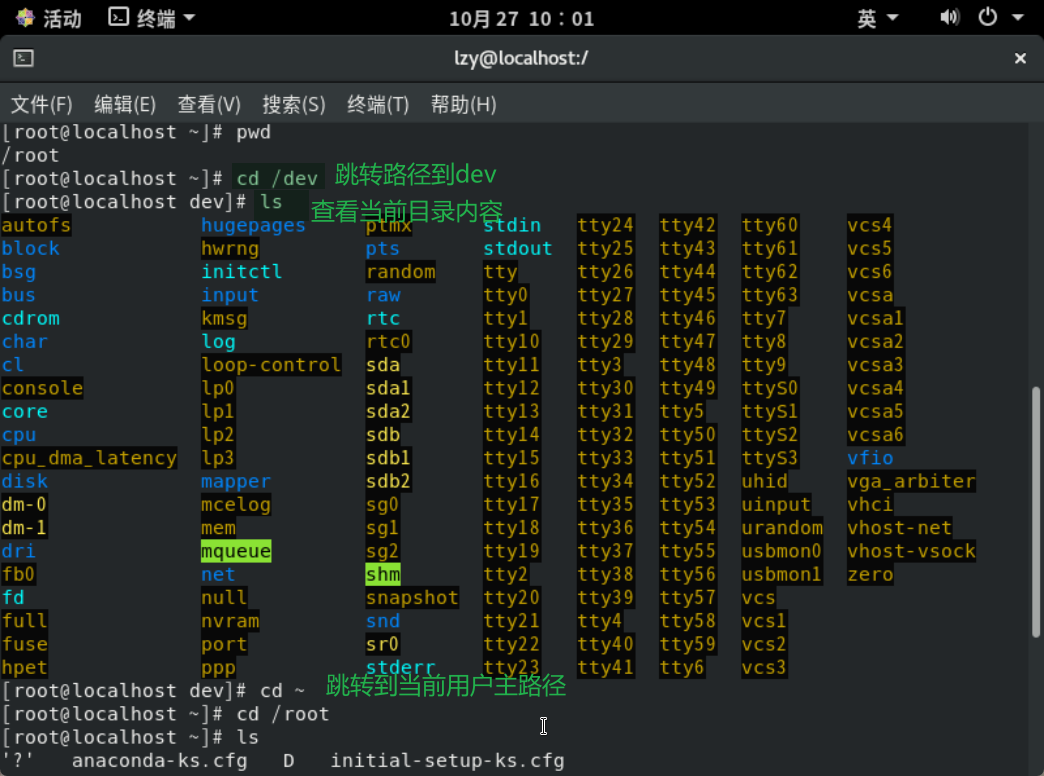 活动 终端 10月 27 10：01 英
lzy@localhost:/ ×
文件(F) 编辑(E) 查看(V) 搜索(S) 终端(T) 帮助(H)
[root@localhost ~]# pwd
/root
[root@localhost ~]# cd /dev 跳转路径到dev
[root@localhost dev]# ls 查看当前目录内容
autofs hugepages ptmx stdin tty24 tty42 tty60 vcs4
block hwrng pts stdout tty25 tty43 tty61 vcs5
bsg initctl random tty tty26 tty44 tty62 vcs6
bus input raw tty0 tty27 tty45 tty63 vcsa
cdrom kmsg rtc tty1 tty28 tty46 tty7 vcsa1
char log rtc0 tty10 tty29 tty47 tty8 vcsa2
cl loop-control sda tty11 tty3 tty48 tty9 vcsa3
console lp0 sda1 tty12 tty30 tty49 ttyS0 vcsa4
core lp1 sda2 tty13 tty31 tty5 ttyS1 vcsa5
cpu lp2 sdb tty14 tty32 tty50 ttyS2 vcsa6
cpu_dma_latency lp3 sdb1 tty15 tty33 tty51 ttyS3 vfio
disk mapper sdb2 tty16 tty34 tty52 uhid vga_arbiter
dm-0 mcelog sg0 tty17 tty35 tty53 uinput vhci
dm-1 mem sg1 tty18 tty36 tty54 urandom vhost-net
dri mqueue sg2 tty19 tty37 tty55 usbmon0 vhost-vsock
fb0 net shm tty2 tty38 tty56 usbmon1 zero
fd null snapshot tty20 tty39 tty57 vcs
full nvram snd tty21 tty4 tty58 vcs1
fuse port sr0 tty22 tty40 tty59 vcs2
hpet ppp stderr tty23 tty41 tty6 vcs3
[root@localhost dev]# cd ~ 跳转到当前用户主路径
[root@localhost ~]# cd /root
[root@localhost ~]# ls
'?' anaconda-ks.cfg D initial-setup-ks.cfg